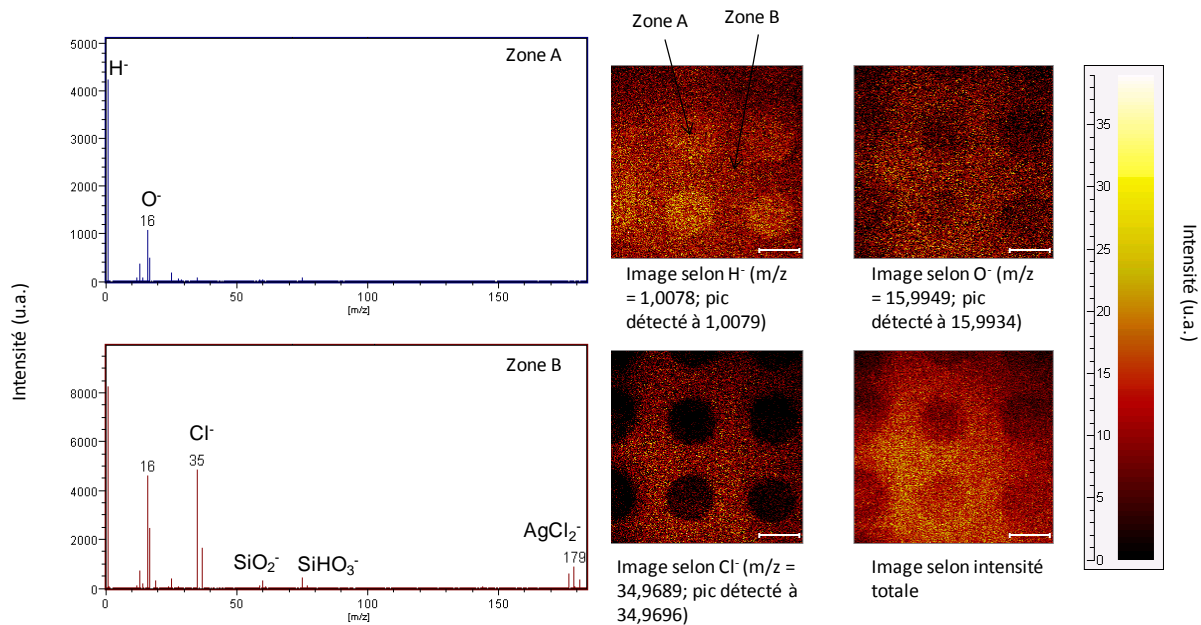 Zone A
Zone B
Intensité (u.a.)
5000
4000
3000
2000
1000
0
H-
O-
16
Zone A
0
50
100
150
[m/z]
8000
6000
4000
2000
0
16
Cl-
35
SiO2-
SiHO3-
AgCl2-
179
Zone B
0
50
100
150
[m/z]
Image selon H- (m/z
= 1,0078; pic
détecté à 1,0079)
Image selon O- (m/z
= 15,9949; pic
détecté à 15,9934)
Image selon Cl- (m/z =
34,9689; pic détecté à
34,9696)
Image selon intensité
totale
35
30
25
20
15
10
5
0
Intensité (u.a.)